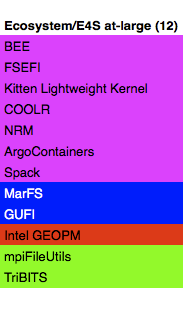 Ecosystem/E4S at-large (12)
BEE
FSEFI
Kitten Lightweight Kernel
COOLR
NRM
ArgoContainers
Spack
MarFS
GUFI
Intel GEOPM
mpiFileUtils
TriBITS